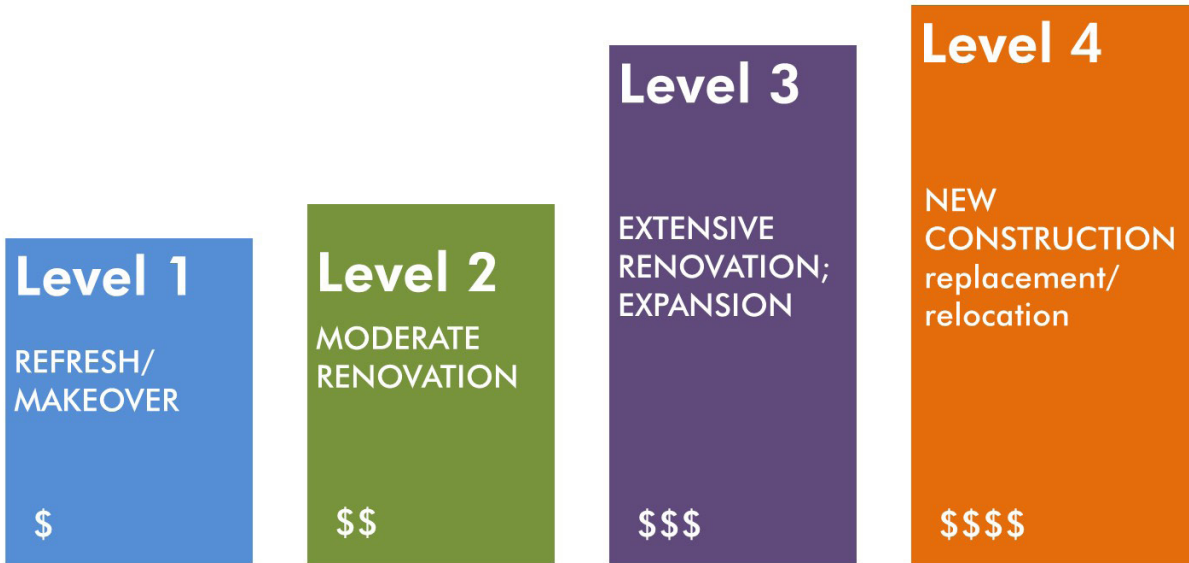 Level 1
REFRESH/
MAKEOVER
$
Level 2
MODERATE
RENOVATION
$$
Level 3
EXTENSIVE
RENOVATION;
EXPANSION
$$$
Level 4
NEW
CONSTRUCTION
replacement/
relocation
$$$$